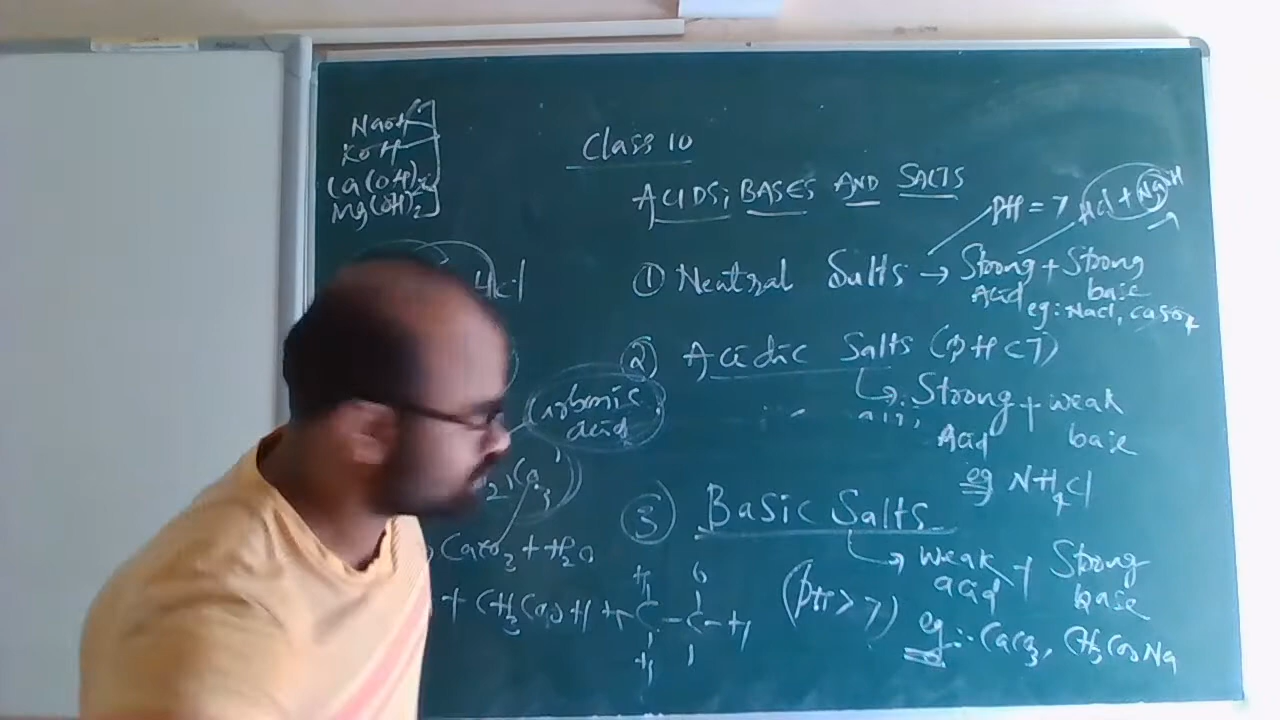 NaOH
KOH
Ca(OH)2
Mg(OH)2
Class 10
ACIDS, BASES AND SALTS
PH = 7 HCl + NaOH
① Neutral Salts → Strong Acid + Strong base
eg: NaCl, CaSO4
② Acidic Salts (PH < 7)
Strong Acid + weak base
eg NH4Cl
③ Basic Salts
weak acid + Strong base
(PH > 7)
eg:- CaCO3, CH3COONa
HCl
Carbonic acid
CaCO3 + H2O
+ CH3COOH
H O
C-C-H
H